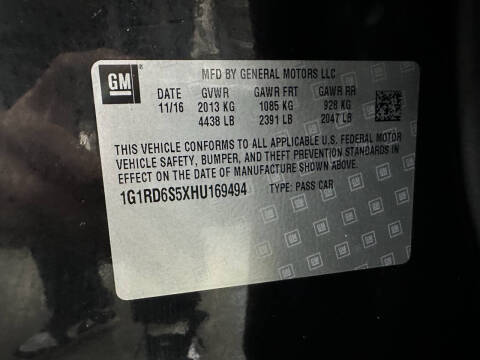 GM
MFD BY GENERAL MOTORS LLC
DATE GVWR GAWR FRT GAWR RR
11/16 2013 KG 1085 KG 928 KG
4438 LB 2391 LB 2047 LB
THIS VEHICLE CONFORMS TO ALL APPLICABLE U.S. FEDERAL MOTOR
VEHICLE SAFETY, BUMPER, AND THEFT PREVENTION STANDARDS IN
EFFECT ON THE DATE OF MANUFACTURE SHOWN ABOVE.
1G1RD6S5XHU169494 TYPE: PASS CAR